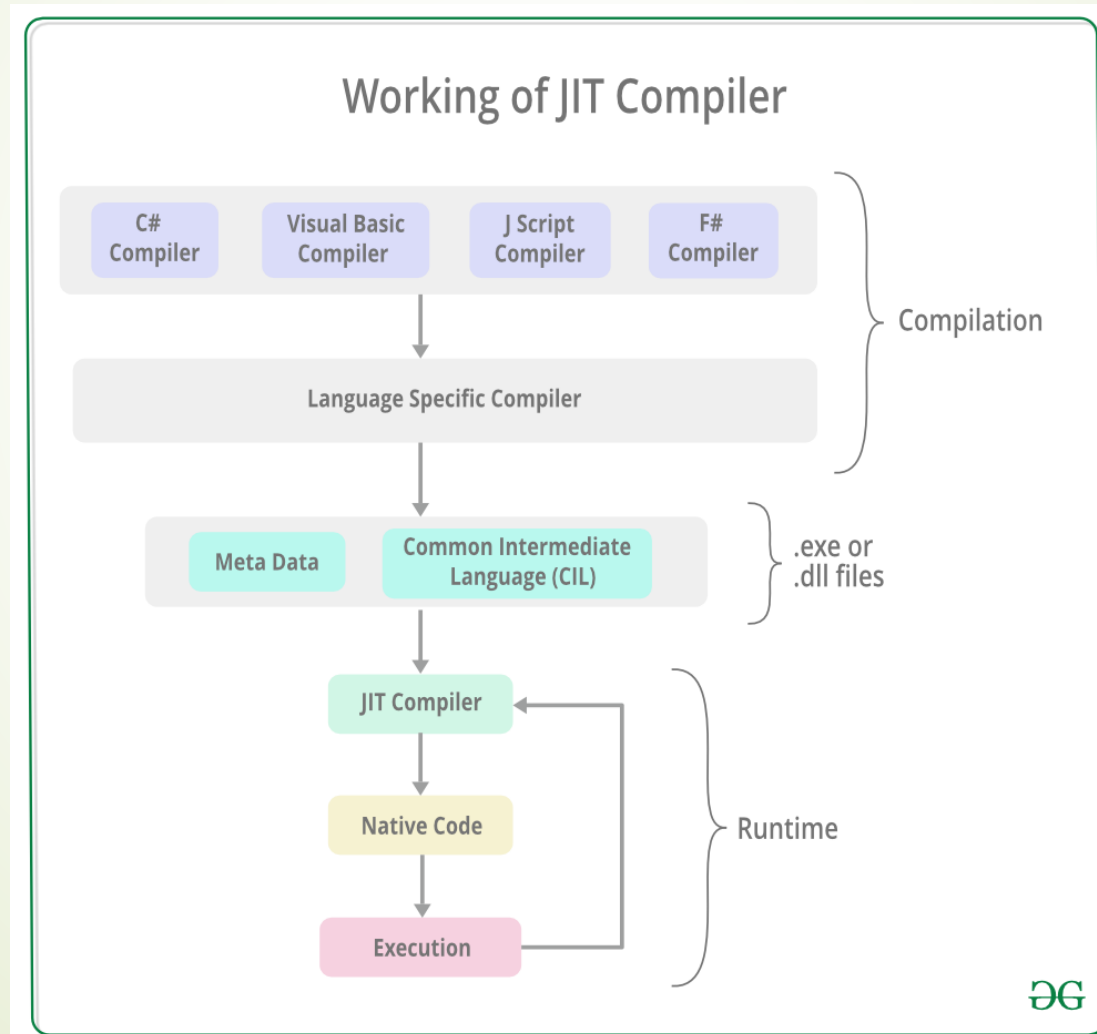 Working of JIT Compiler
C#
Compiler
Visual Basic
Compiler
J Script
Compiler
F#
Compiler
Compilation
Language Specific Compiler
Meta Data
Common Intermediate
Language (CIL)
.exe or
.dll files
JIT Compiler
Native Code
Runtime
Execution